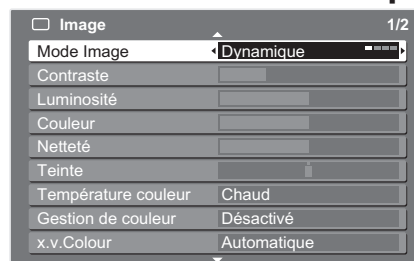 Image 1/2
Mode Image Dynamique
Contraste
Luminosité
Couleur
Netteté
Teinte
Température couleur Chaud
Gestion de couleur Désactivé
x.v.Colour Automatique